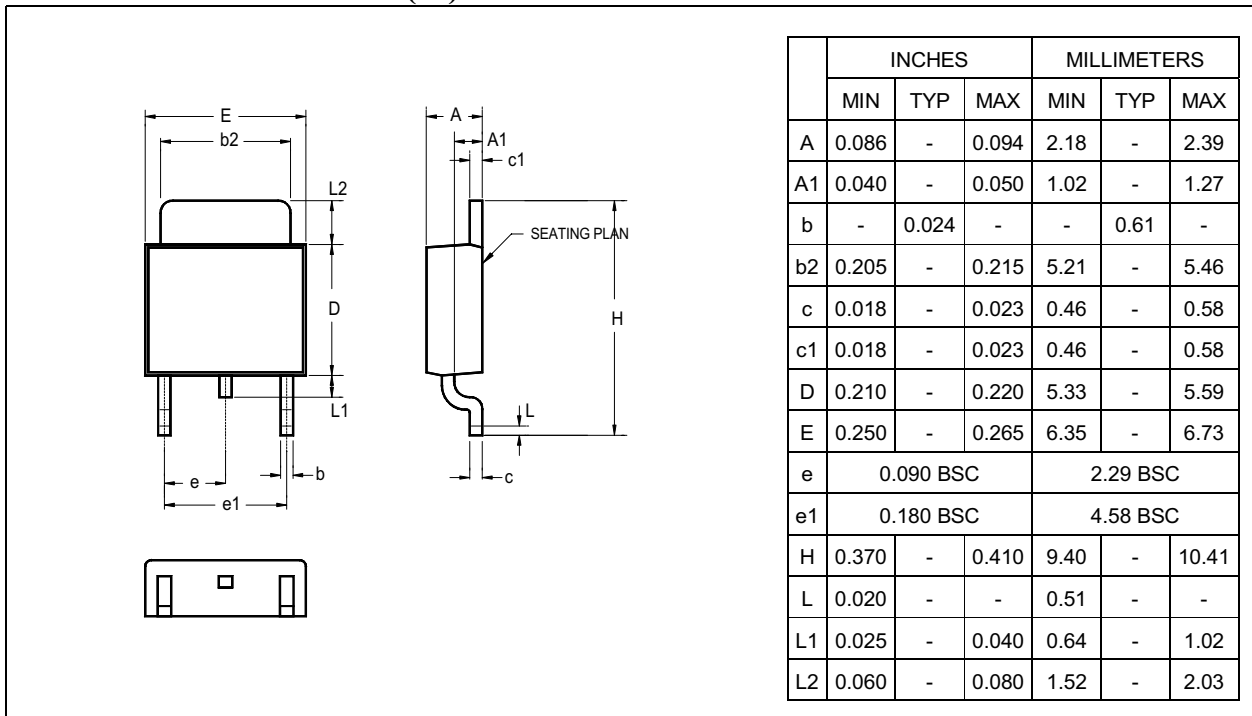 E
b2
L2
D
L1
e
b
e1
A
A1
c1
SEATING PLAN
H
L
c
INCHES MILLIMETERS
MIN TYP MAX MIN TYP MAX
A 0.086 - 0.094 2.18 - 2.39
A1 0.040 - 0.050 1.02 - 1.27
b - 0.024 - - 0.61 -
b2 0.205 - 0.215 5.21 - 5.46
c 0.018 - 0.023 0.46 - 0.58
c1 0.018 - 0.023 0.46 - 0.58
D 0.210 - 0.220 5.33 - 5.59
E 0.250 - 0.265 6.35 - 6.73
e 0.090 BSC 2.29 BSC
e1 0.180 BSC 4.58 BSC
H 0.370 - 0.410 9.40 - 10.41
L 0.020 - - 0.51 - -
L1 0.025 - 0.040 0.64 - 1.02
L2 0.060 - 0.080 1.52 - 2.03